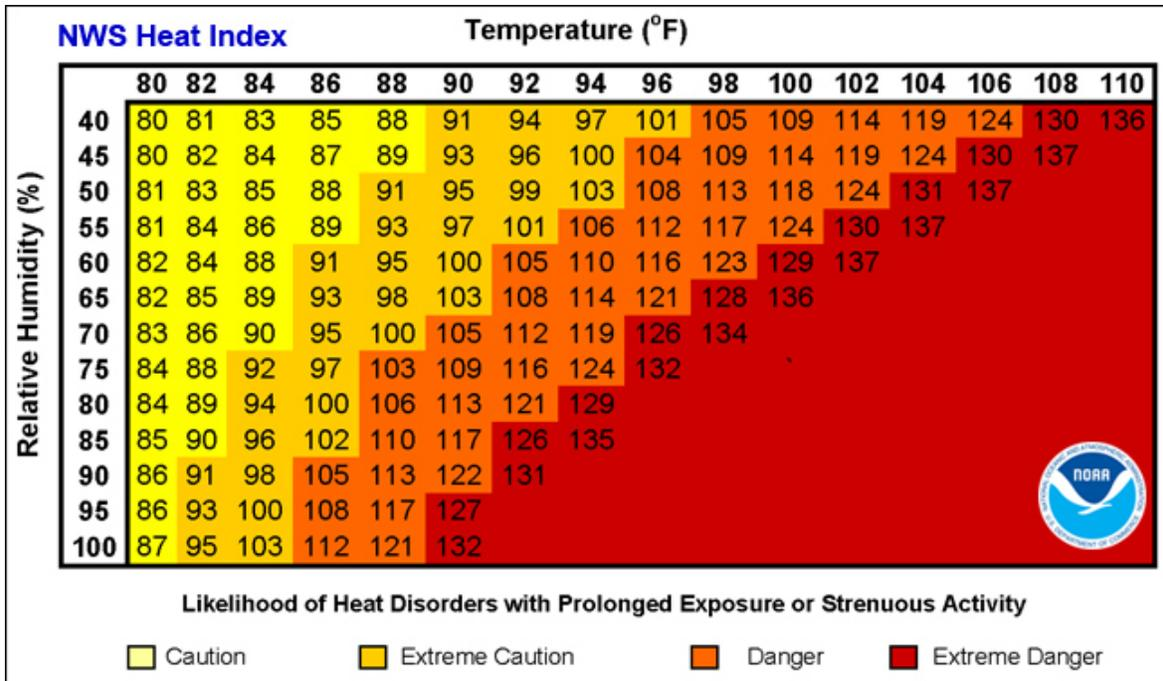 NWS Heat Index
Temperature (°F)
80 82 84 86 88 90 92 94 96 98 100 102 104 106 108 110
Relative Humidity (%)
40 80 81 83 85 88 91 94 97 101 105 109 114 119 124 130 136
45 80 82 84 87 89 93 96 100 104 109 114 119 124 130 137
50 81 83 85 88 91 95 99 103 108 113 118 124 131 137
55 81 84 86 89 93 97 101 106 112 117 124 130 137
60 82 84 88 91 95 100 105 110 116 123 129 137
65 82 85 89 93 98 103 108 114 121 128 136
70 83 86 90 95 100 105 112 119 126 134
75 84 88 92 97 103 109 116 124 132
80 84 89 94 100 106 113 121 129
85 85 90 96 102 110 117 126 135
90 86 91 98 105 113 122 131
95 86 93 100 108 117 127
100 87 95 103 112 121 132
NATIONAL OCEANIC AND ATMOSPHERIC ADMINISTRATION
NOAA
U.S. DEPARTMENT OF COMMERCE
Likelihood of Heat Disorders with Prolonged Exposure or Strenuous Activity
Caution
Extreme Caution
Danger
Extreme Danger